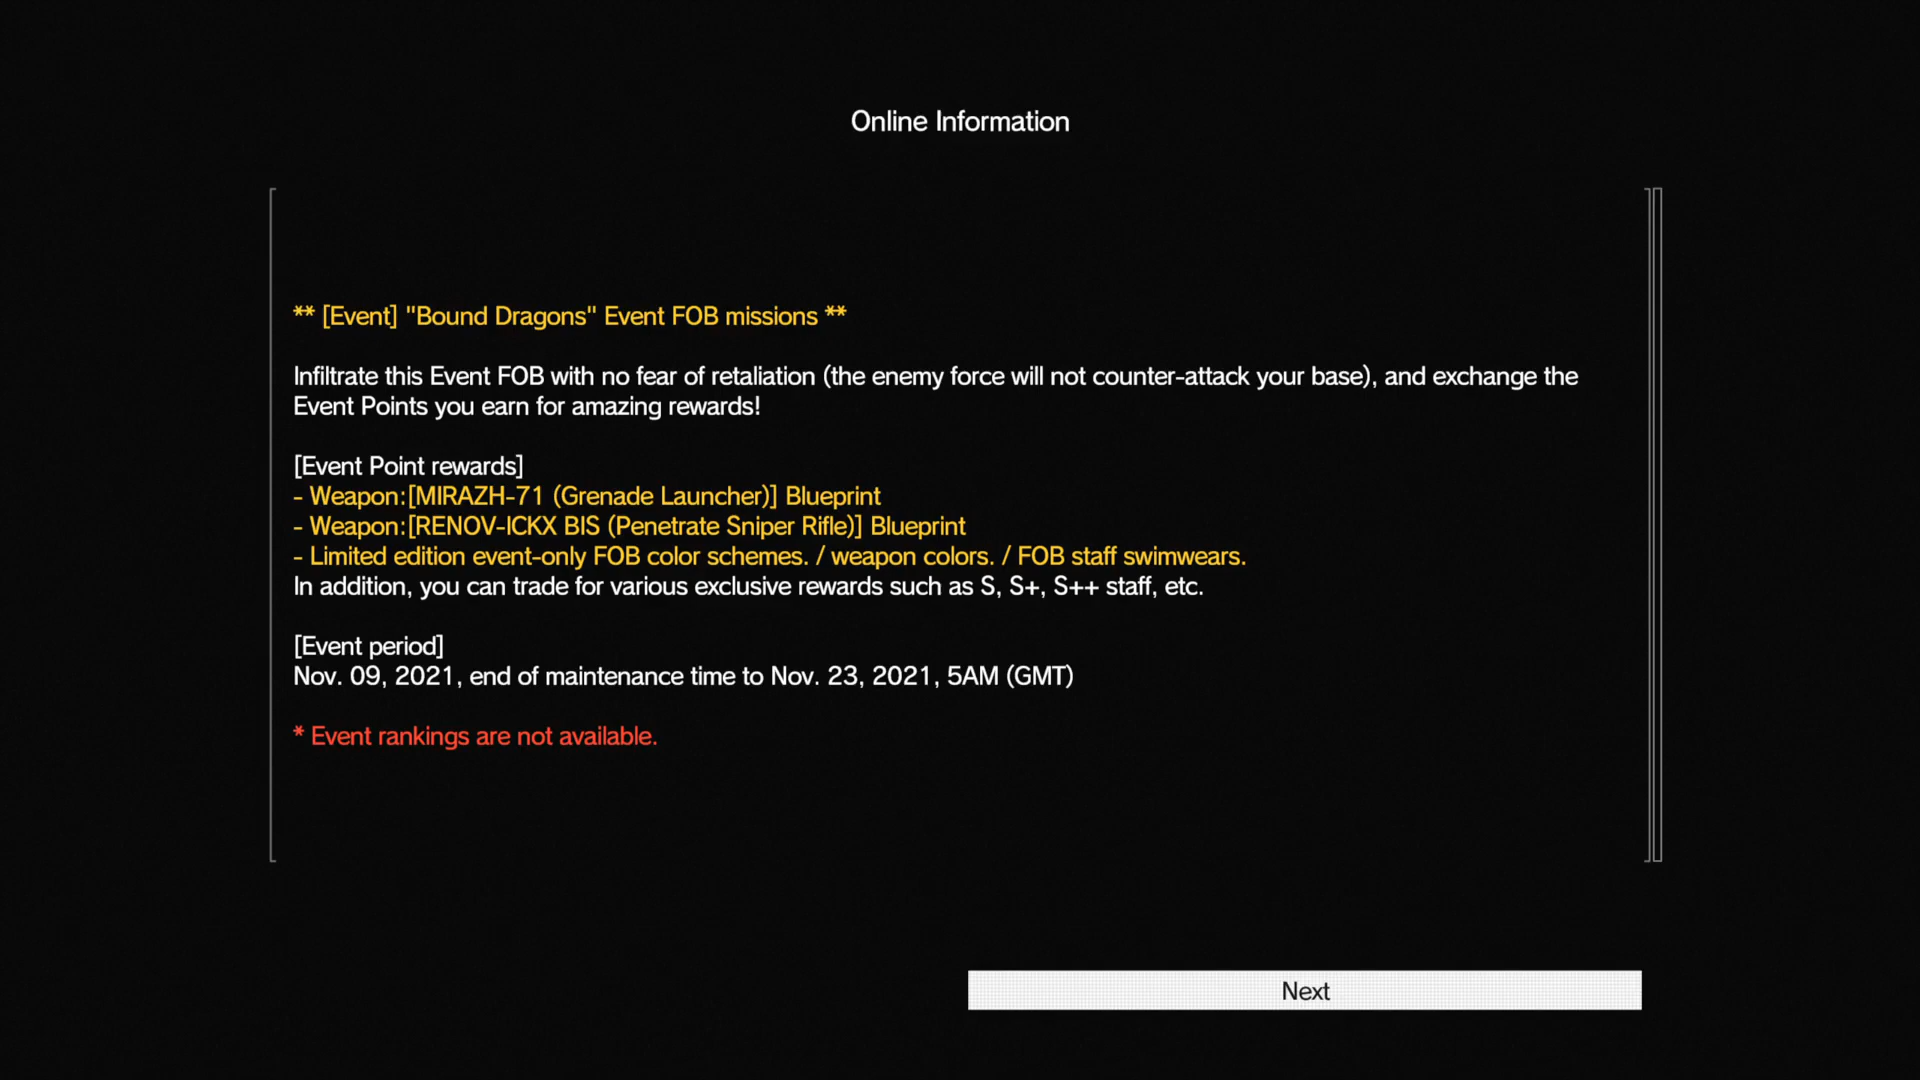 Online Information
** [Event] "Bound Dragons" Event FOB missions **
Infiltrate this Event FOB with no fear of retaliation (the enemy force will not counter-attack your base), and exchange the
Event Points you earn for amazing rewards!
[Event Point rewards]
- Weapon:[MIRAZH-71 (Grenade Launcher)] Blueprint
- Weapon:[RENOV-ICKX BIS (Penetrate Sniper Rifle)] Blueprint
- Limited edition event-only FOB color schemes. / weapon colors. / FOB staff swimwears.
In addition, you can trade for various exclusive rewards such as S, S+, S++ staff, etc.
[Event period]
Nov. 09, 2021, end of maintenance time to Nov. 23, 2021, 5AM (GMT)
* Event rankings are not available.
Next